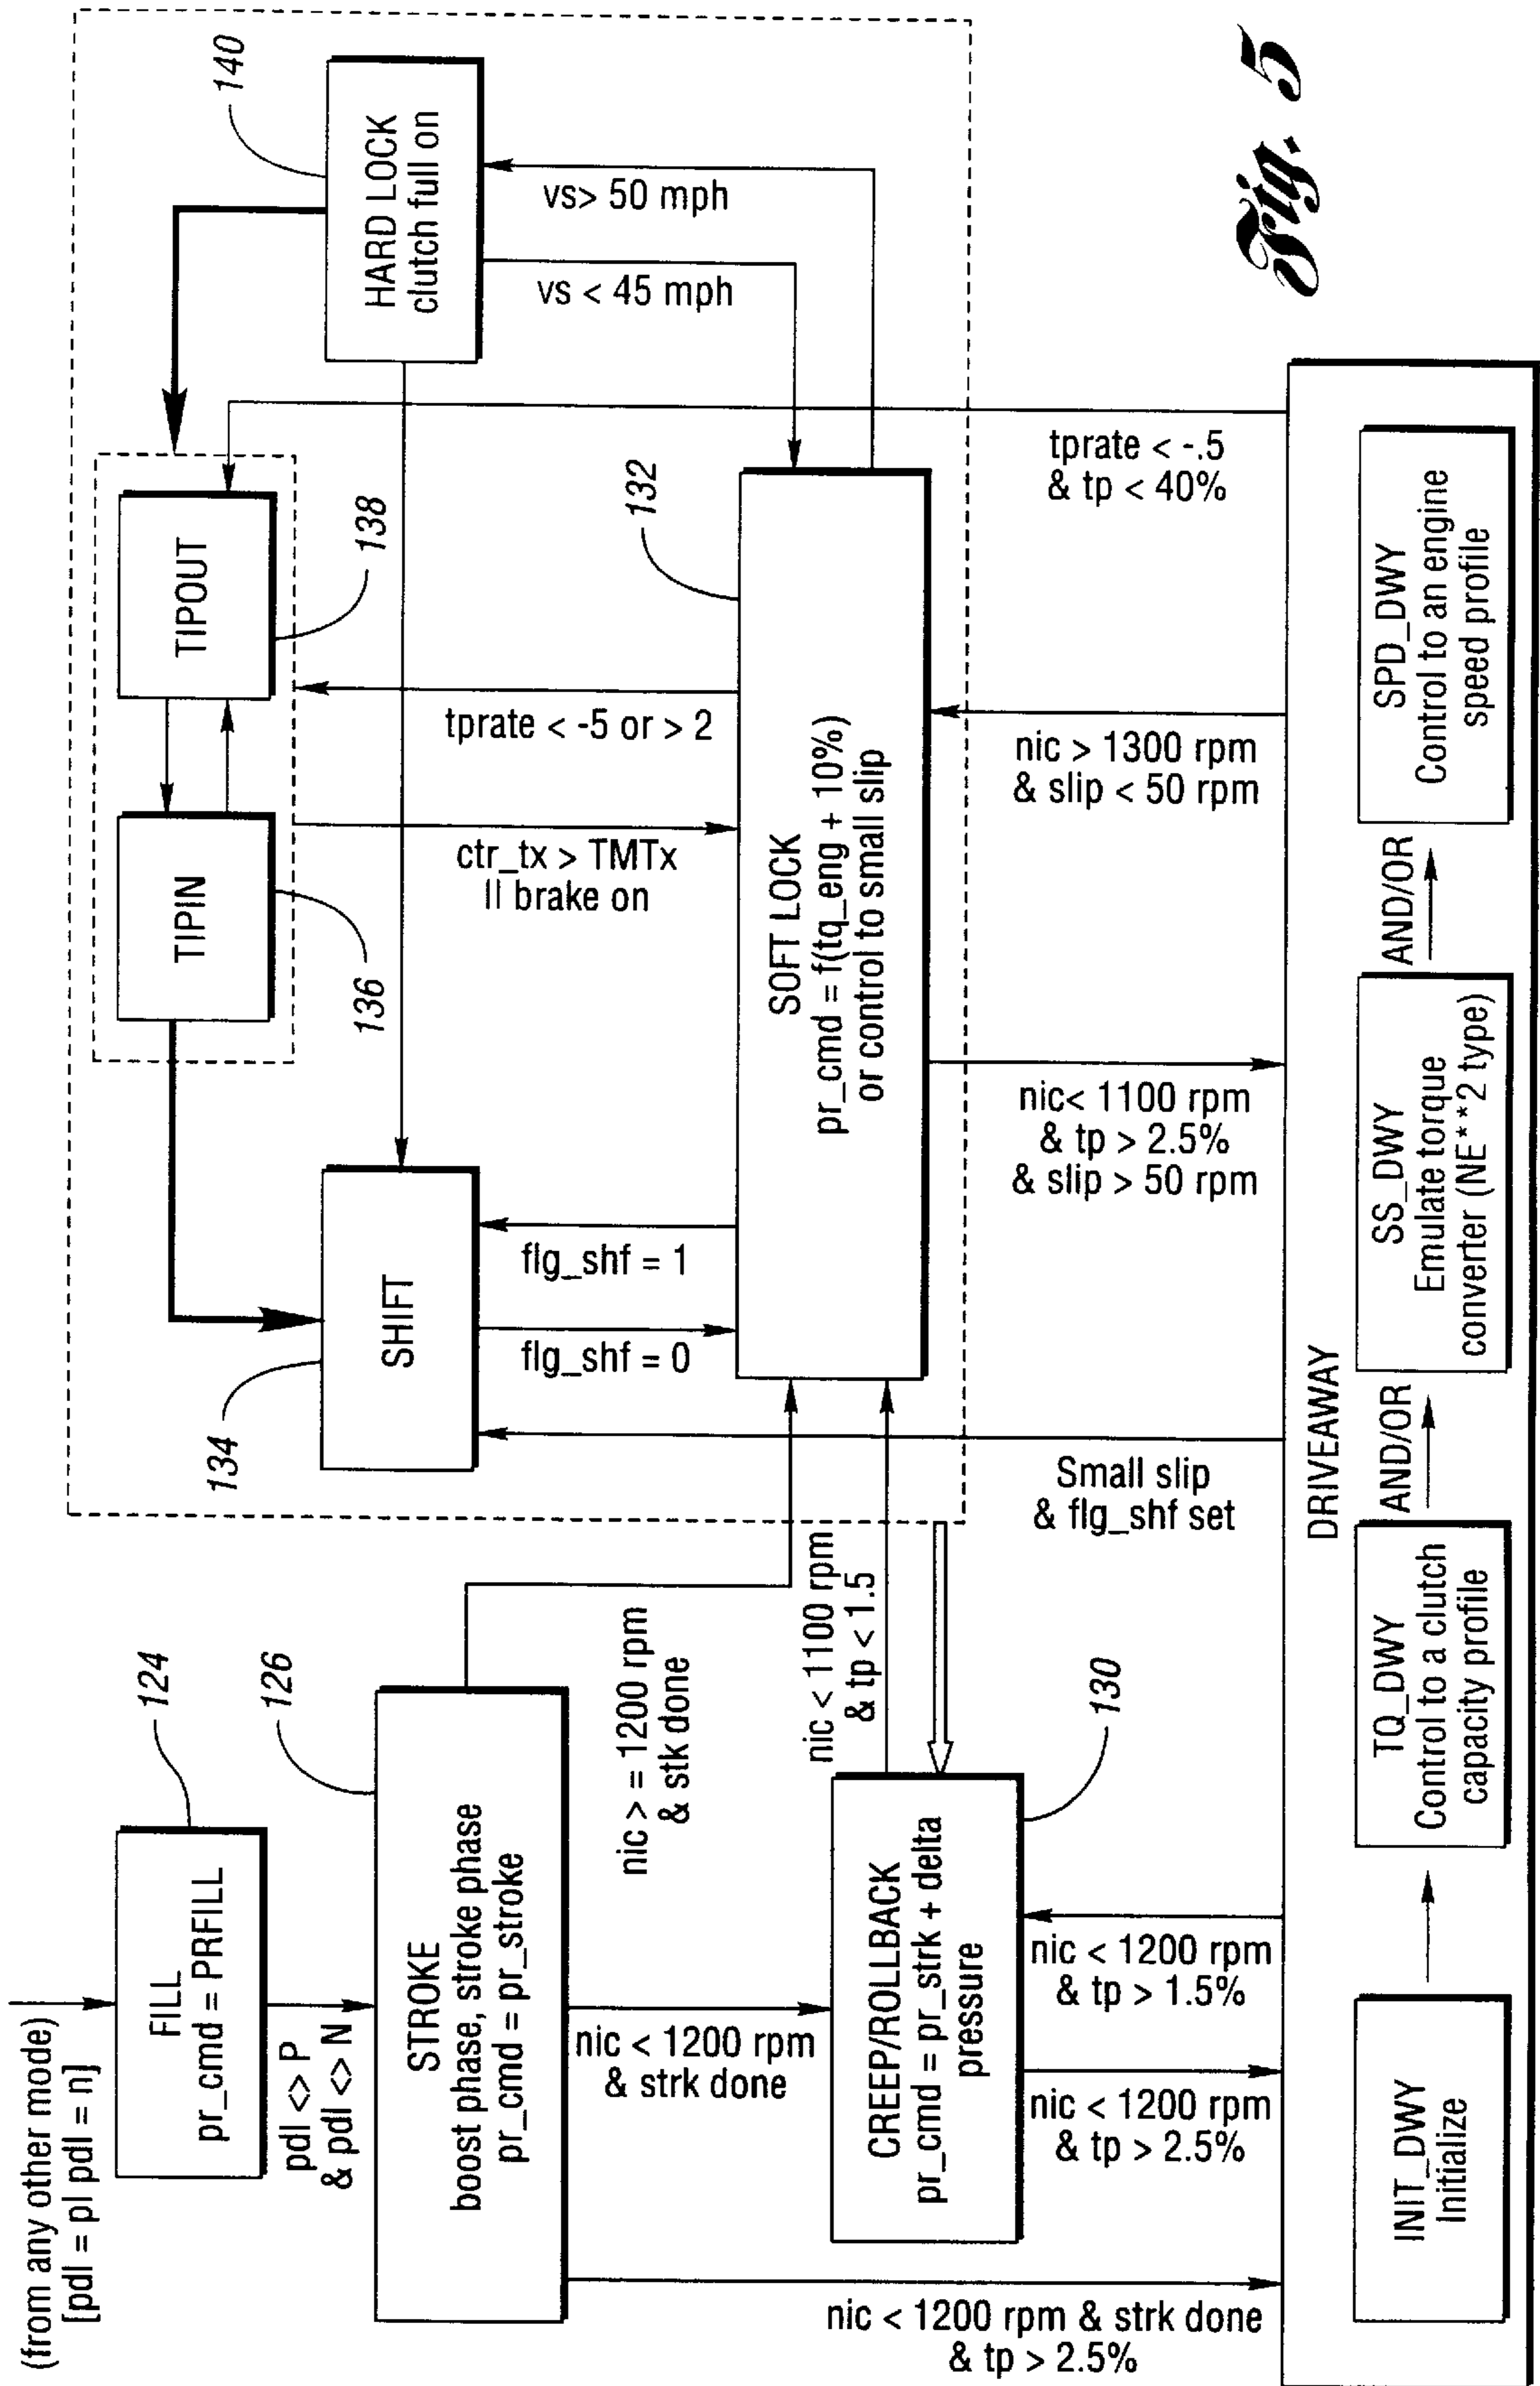 (from any other mode)
[pdl = pl pdl = n]
FILL
pr_cmd = PRFILL
124
pdl <> P
& pdl <> N
126
STROKE
boost phase, stroke phase
pr_cmd = pr_stroke
nic > = 1200 rpm
& stk done
nic < 1200 rpm
& strk done
nic < 1200 rpm & strk done
& tp > 2.5%
CREEP/ROLLBACK
pr_cmd = pr_strk + delta
pressure
130
nic < 1100 rpm
& tp < 1.5
nic < 1200 rpm
& tp > 2.5%
nic < 1200 rpm
& tp > 1.5%
134
SHIFT
flg_shf = 0
flg_shf = 1
Small slip
& flg_shf set
TIPIN
136
TIPOUT
138
ctr_tx > TMTx
II brake on
tprate < -5 or > 2
140
HARD LOCK
clutch full on
vs < 45 mph
vs> 50 mph
132
SOFT LOCK
pr_cmd = f(tq_eng + 10%)
or control to small slip
nic< 1100 rpm
& tp > 2.5%
& slip > 50 rpm
nic > 1300 rpm
& slip < 50 rpm
tprate < -.5
& tp < 40%
DRIVEAWAY
INIT_DWY
Initialize
TQ_DWY
Control to a clutch
capacity profile
AND/OR
SS_DWY
Emulate torque
converter (NE**2 type)
AND/OR
SPD_DWY
Control to an engine
speed profile
Fig. 5